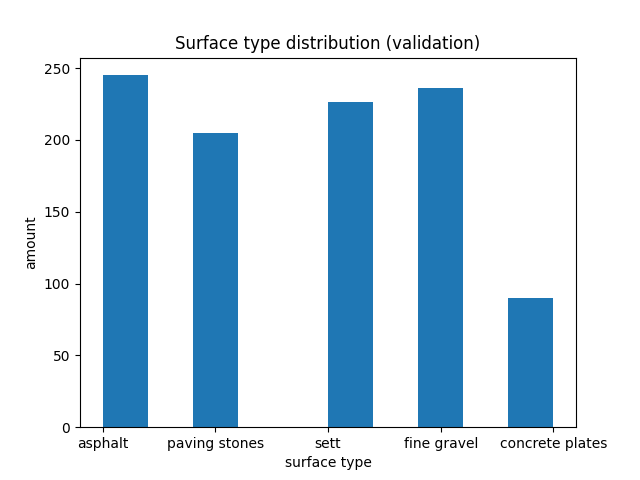 Surface type distribution (validation)
250
200
150
100
50
0
amount
asphalt paving stones sett fine gravel concrete plates
surface type